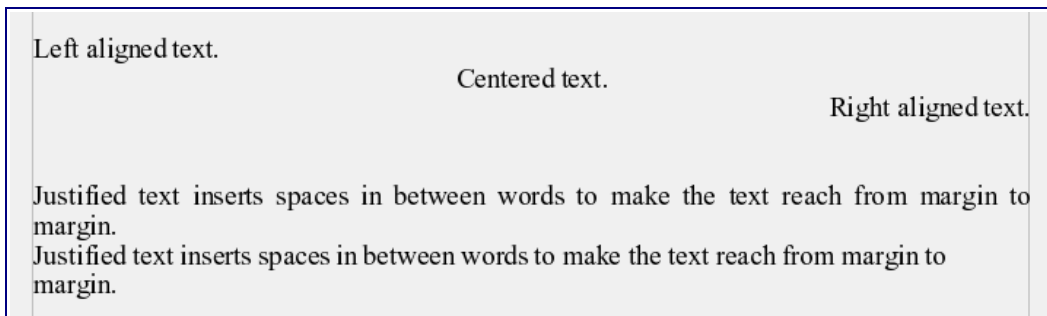 Left aligned text.
Centered text.
Right aligned text.
Justified text inserts spaces in between words to make the text reach from margin to
margin.
Justified text inserts spaces in between words to make the text reach from margin to
margin.